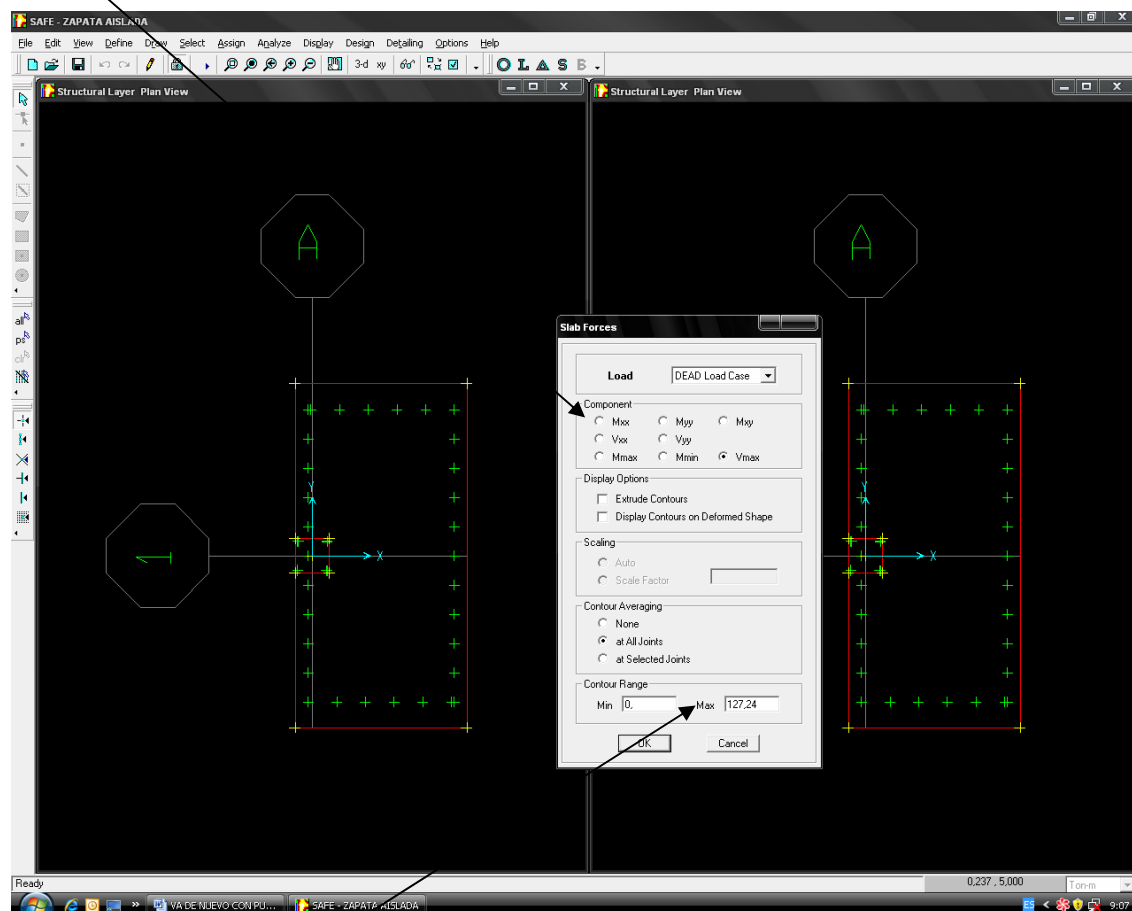 SAFE - ZAPATA AISLADA
File Edit View Define Draw Select Assign Analyze Display Design Detailing Options Help
3-d xy
Structural Layer Plan View
Structural Layer Plan View
all
ps
clr
A
A
Y
X
1
Y
X
Slab Forces
Load DEAD Load Case
Component
Mxx Myy Mxy
Vxx Vyy
Mmax Mmin Vmax
Display Options
Extrude Contours
Display Contours on Deformed Shape
Scaling
Auto
Scale Factor
Contour Averaging
None
at All Joints
at Selected Joints
Contour Range
Min 0, Max 127,24
OK Cancel
Ready 0,237 , 5,000 Ton-m
VA DE NUEVO CON PU... SAFE - ZAPATA AISLADA ES 9:07